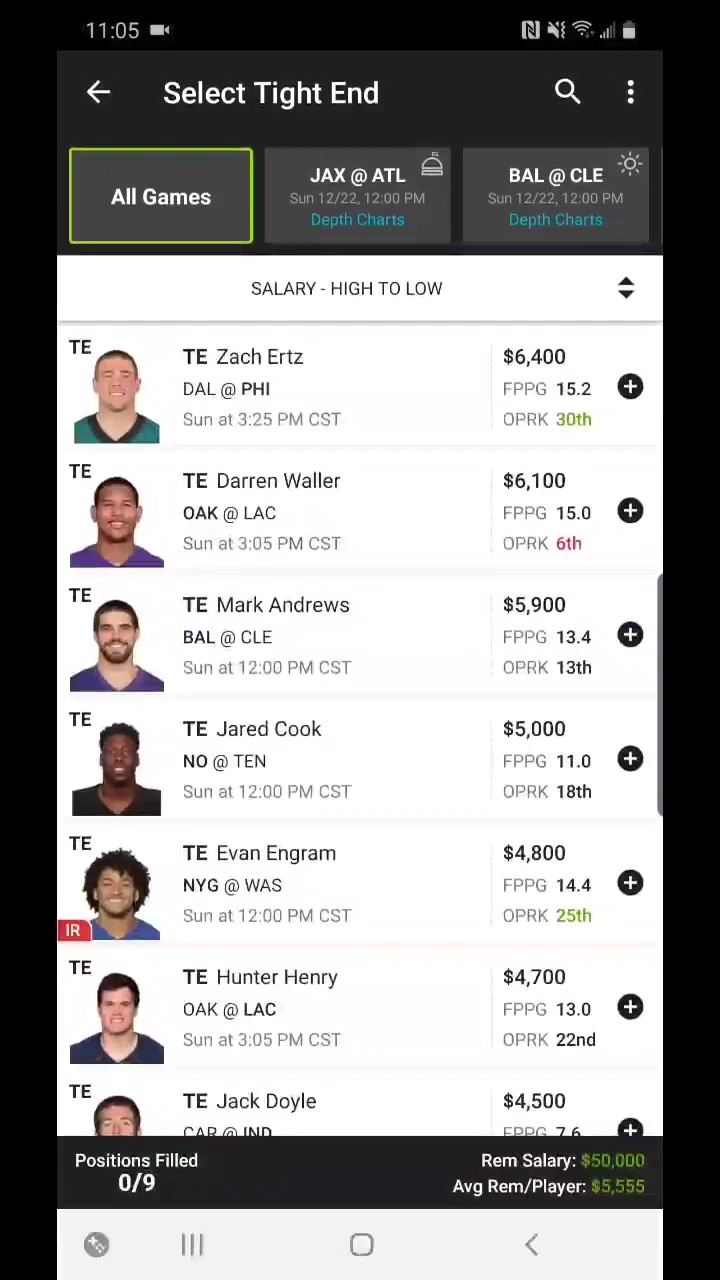 11:05
Select Tight End
All Games
JAX @ ATL
Sun 12/22, 12:00 PM
Depth Charts
BAL @ CLE
Sun 12/22, 12:00 PM
Depth Charts
SALARY - HIGH TO LOW
TE
TE Zach Ertz
$6,400
DAL @ PHI
FPPG 15.2
Sun at 3:25 PM CST
OPRK 30th
TE
TE Darren Waller
$6,100
OAK @ LAC
FPPG 15.0
Sun at 3:05 PM CST
OPRK 6th
TE
TE Mark Andrews
$5,900
BAL @ CLE
FPPG 13.4
Sun at 12:00 PM CST
OPRK 13th
TE
TE Jared Cook
$5,000
NO @ TEN
FPPG 11.0
Sun at 12:00 PM CST
OPRK 18th
TE
TE Evan Engram
$4,800
NYG @ WAS
FPPG 14.4
Sun at 12:00 PM CST
OPRK 25th
IR
TE
TE Hunter Henry
$4,700
OAK @ LAC
FPPG 13.0
Sun at 3:05 PM CST
OPRK 22nd
TE
TE Jack Doyle
$4,500
CAR @ IND
FPPG 7.6
Positions Filled
0/9
Rem Salary: $50,000
Avg Rem/Player: $5,555